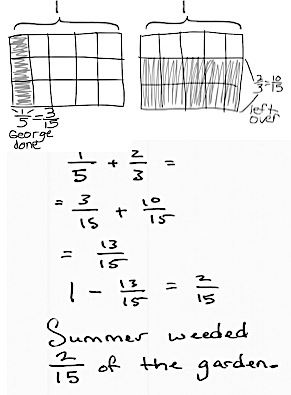 1 1
1/5 = 3/15
George
done
2/3 = 10/15
left
over
1/5 + 2/3 =
= 3/15 + 10/15
= 13/15
1 - 13/15 = 2/15
Summer weeded
2/15 of the garden.